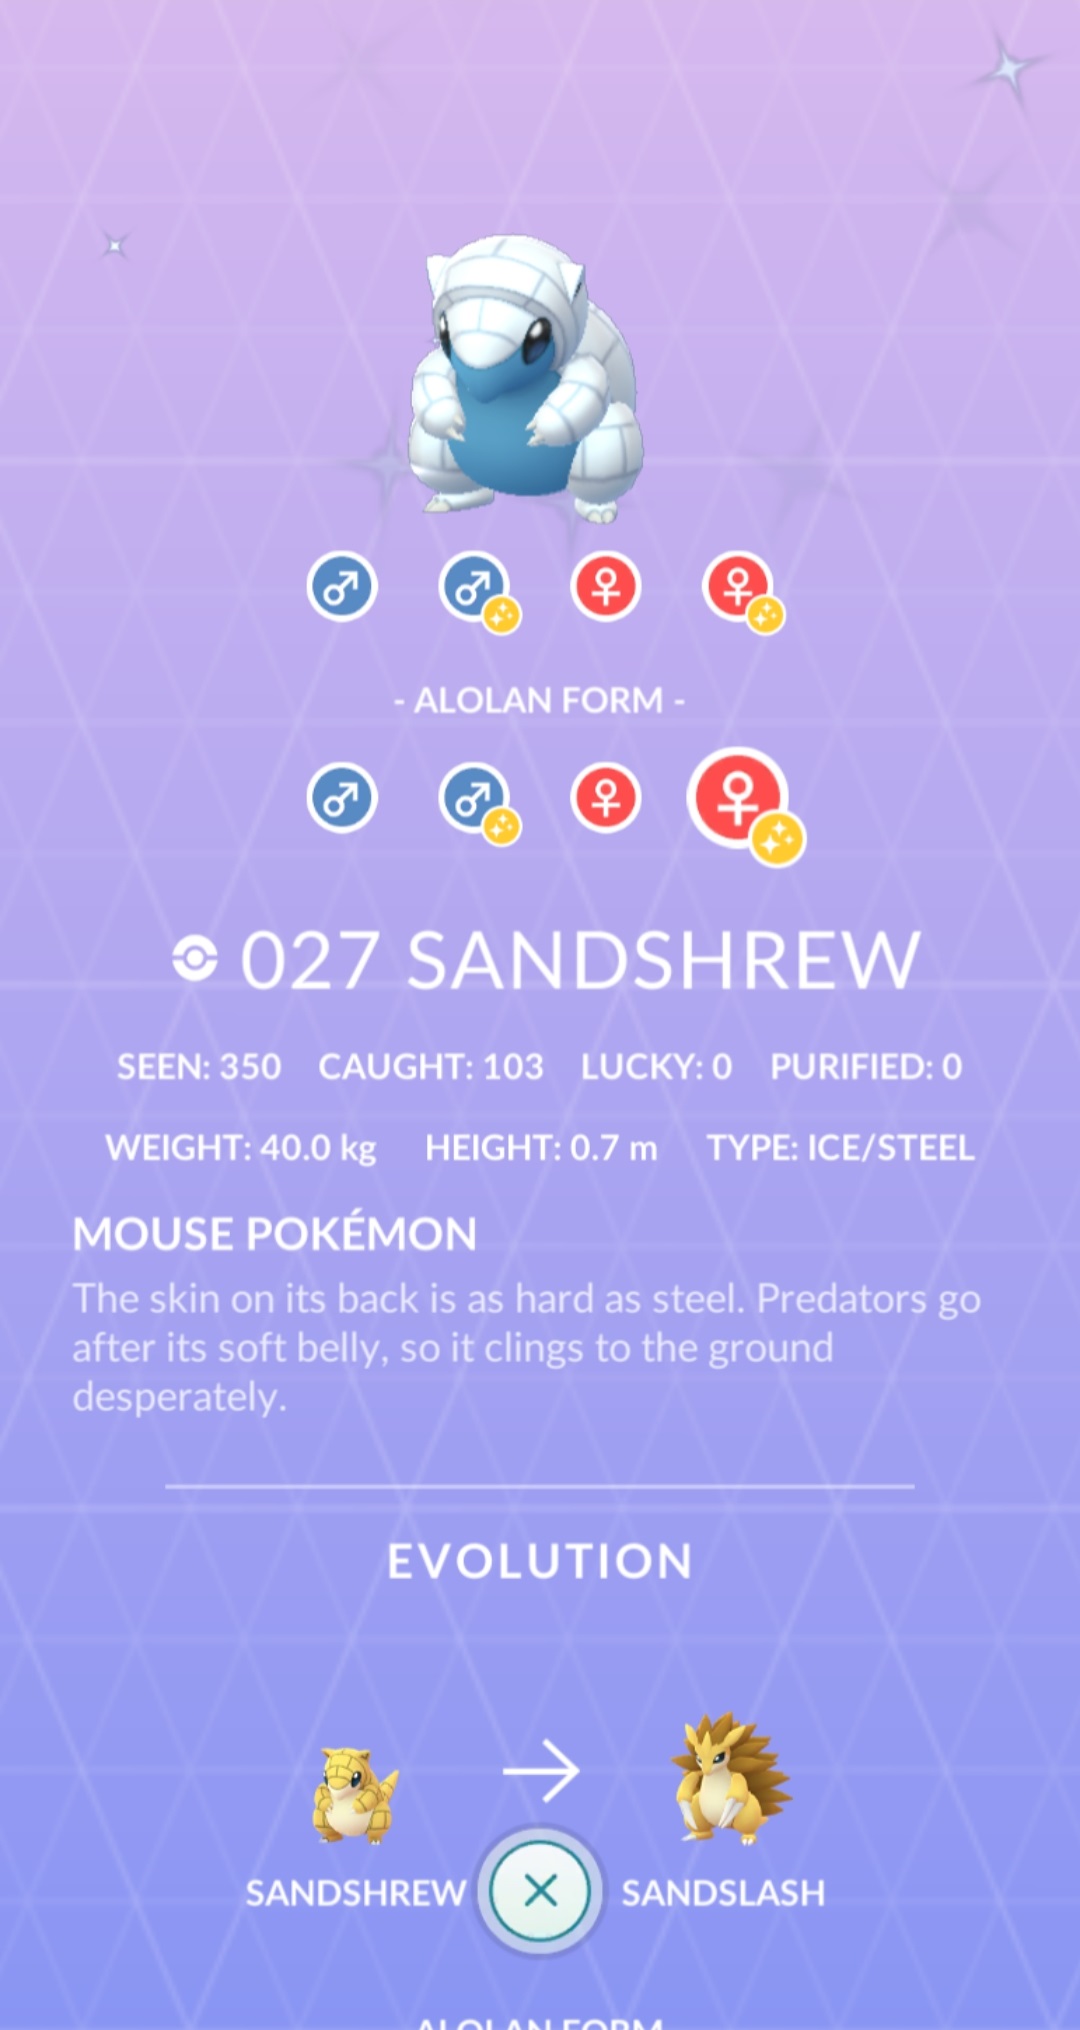 - ALOLAN FORM -
027 SANDSHREW
SEEN: 350 CAUGHT: 103 LUCKY: 0 PURIFIED: 0
WEIGHT: 40.0 kg HEIGHT: 0.7 m TYPE: ICE/STEEL
MOUSE POKÉMON
The skin on its back is as hard as steel. Predators go
after its soft belly, so it clings to the ground
desperately.
EVOLUTION
SANDSHREW SANDSLASH
ALOLAN FORM